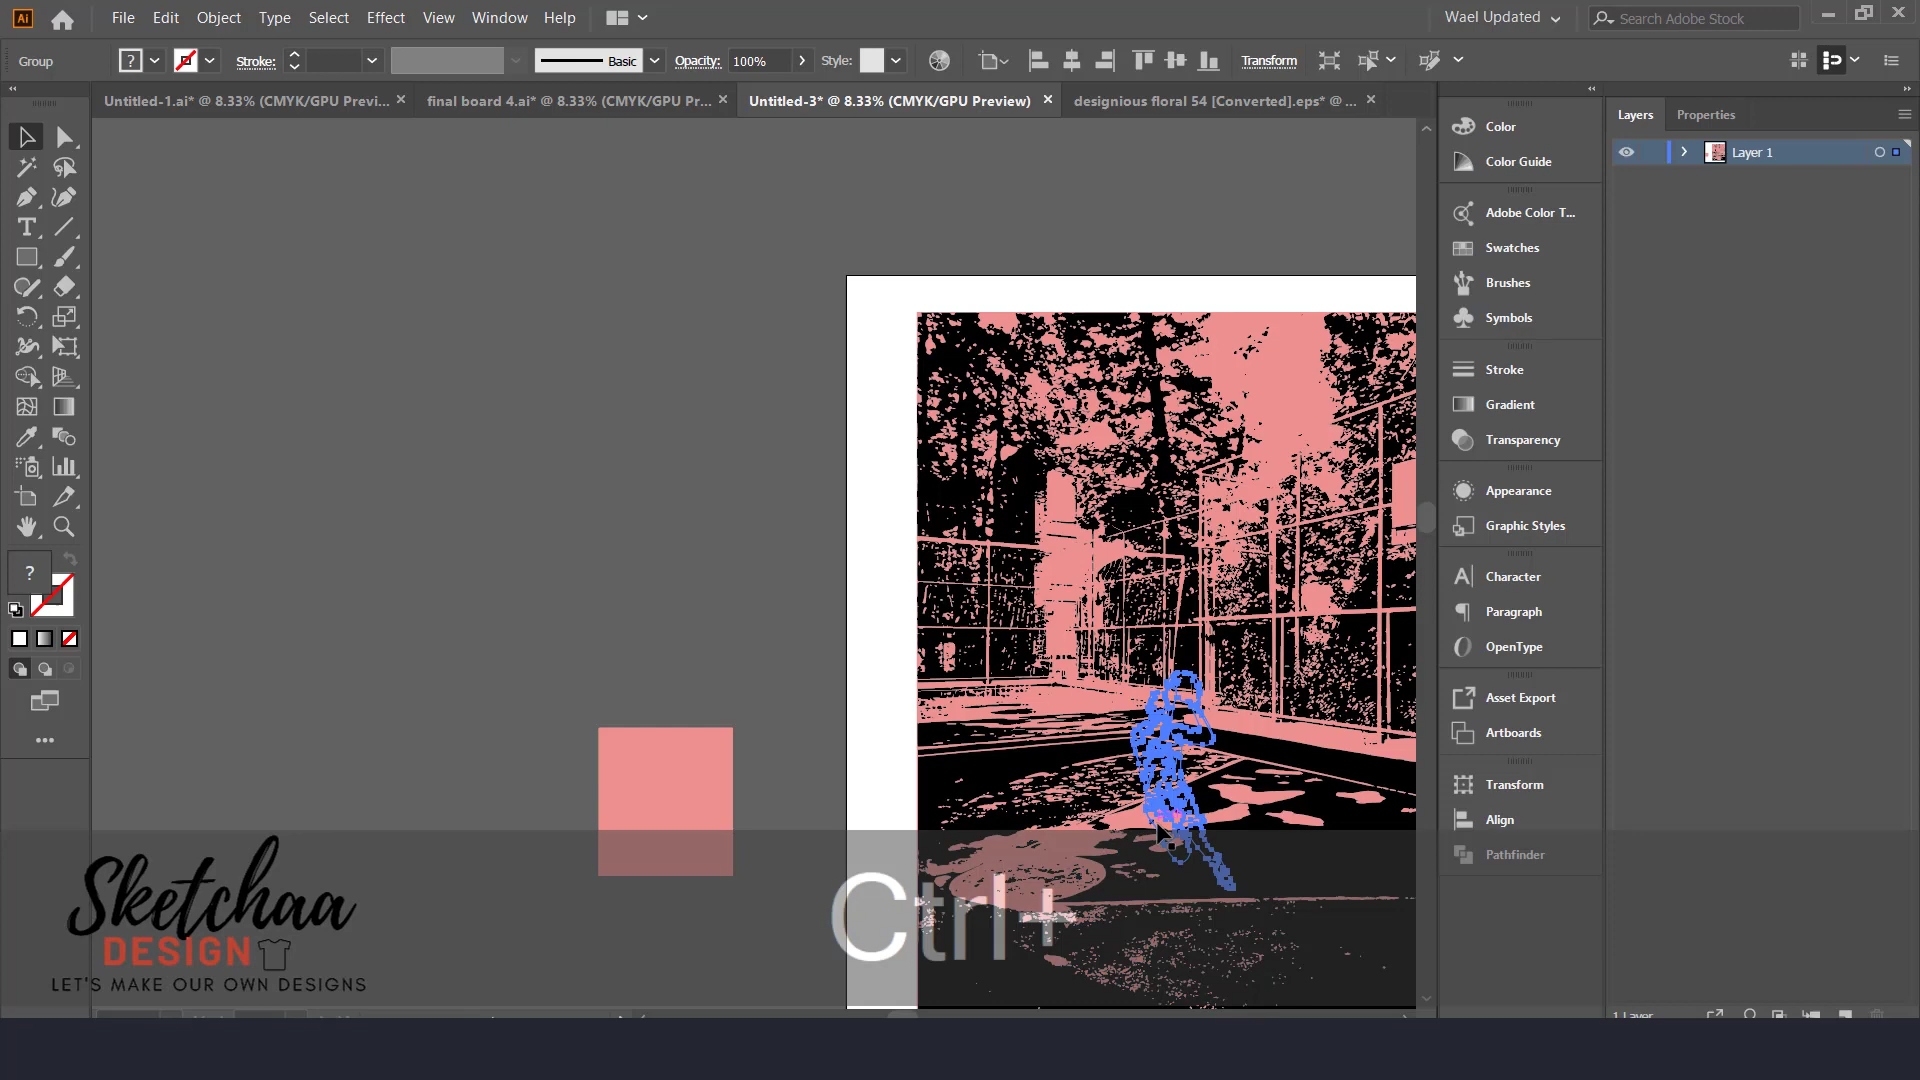 Ai File Edit Object Type Select Effect View Window Help Wael Updated Search Adobe Stock
Group ? Stroke: Basic Opacity: 100% Style: Transform
Untitled-1.ai* @ 8.33% (CMYK/GPU Previ... × final board 4.ai* @ 8.33% (CMYK/GPU Pr... × Untitled-3* @ 8.33% (CMYK/GPU Preview) × designious floral 54 [Converted].eps* @ ... ×
Layers Properties
Layer 1
Color
Color Guide
Adobe Color T...
Swatches
Brushes
Symbols
Stroke
Gradient
Transparency
Appearance
Graphic Styles
Character
Paragraph
OpenType
Asset Export
Artboards
Transform
Align
Pathfinder
?
Sketchaa
DESIGN
LET'S MAKE OUR OWN DESIGNS
Ctrl+
1 Layer